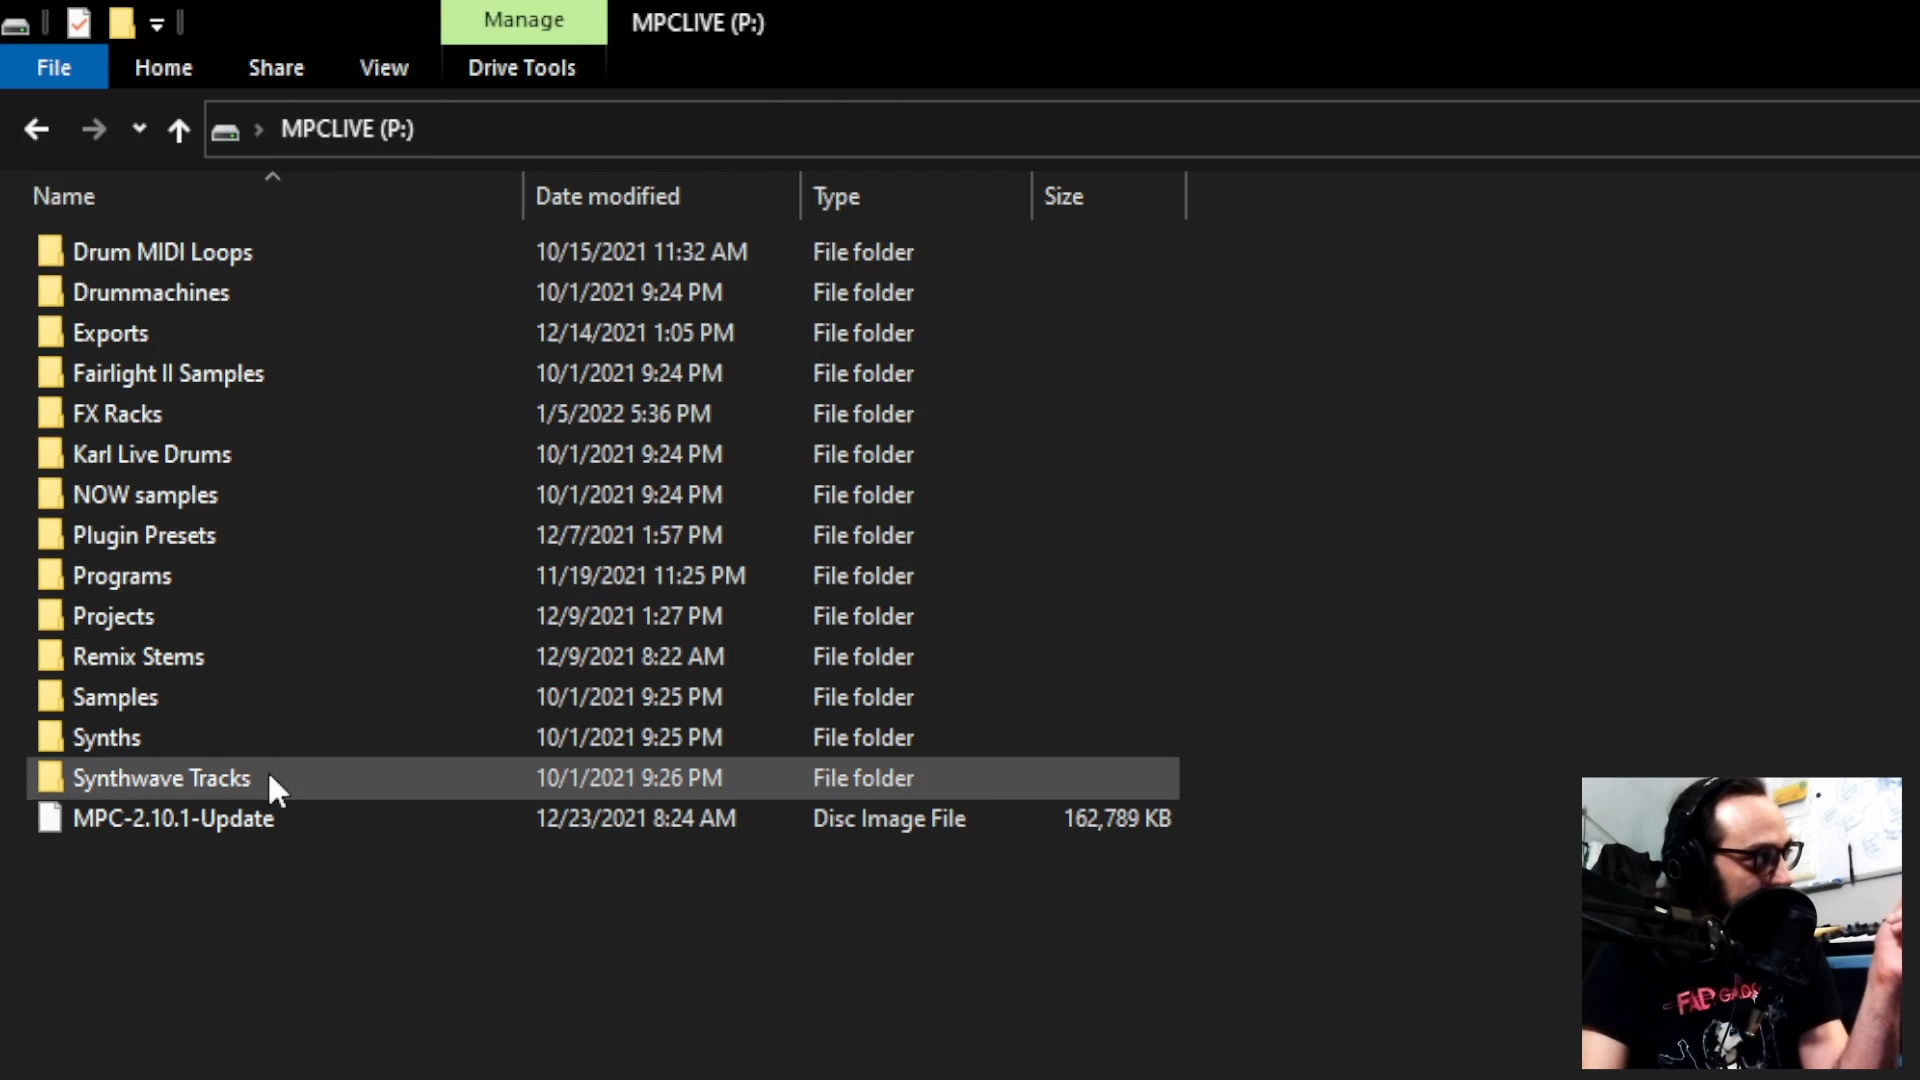 Manage
MPCLIVE (P:)
File Home Share View Drive Tools
MPCLIVE (P:)
Name Date modified Type Size
Drum MIDI Loops 10/15/2021 11:32 AM File folder
Drummachines 10/1/2021 9:24 PM File folder
Exports 12/14/2021 1:05 PM File folder
Fairlight II Samples 10/1/2021 9:24 PM File folder
FX Racks 1/5/2022 5:36 PM File folder
Karl Live Drums 10/1/2021 9:24 PM File folder
NOW samples 10/1/2021 9:24 PM File folder
Plugin Presets 12/7/2021 1:57 PM File folder
Programs 11/19/2021 11:25 PM File folder
Projects 12/9/2021 1:27 PM File folder
Remix Stems 12/9/2021 8:22 AM File folder
Samples 10/1/2021 9:25 PM File folder
Synths 10/1/2021 9:25 PM File folder
Synthwave Tracks 10/1/2021 9:26 PM File folder
MPC-2.10.1-Update 12/23/2021 8:24 AM Disc Image File 162,789 KB